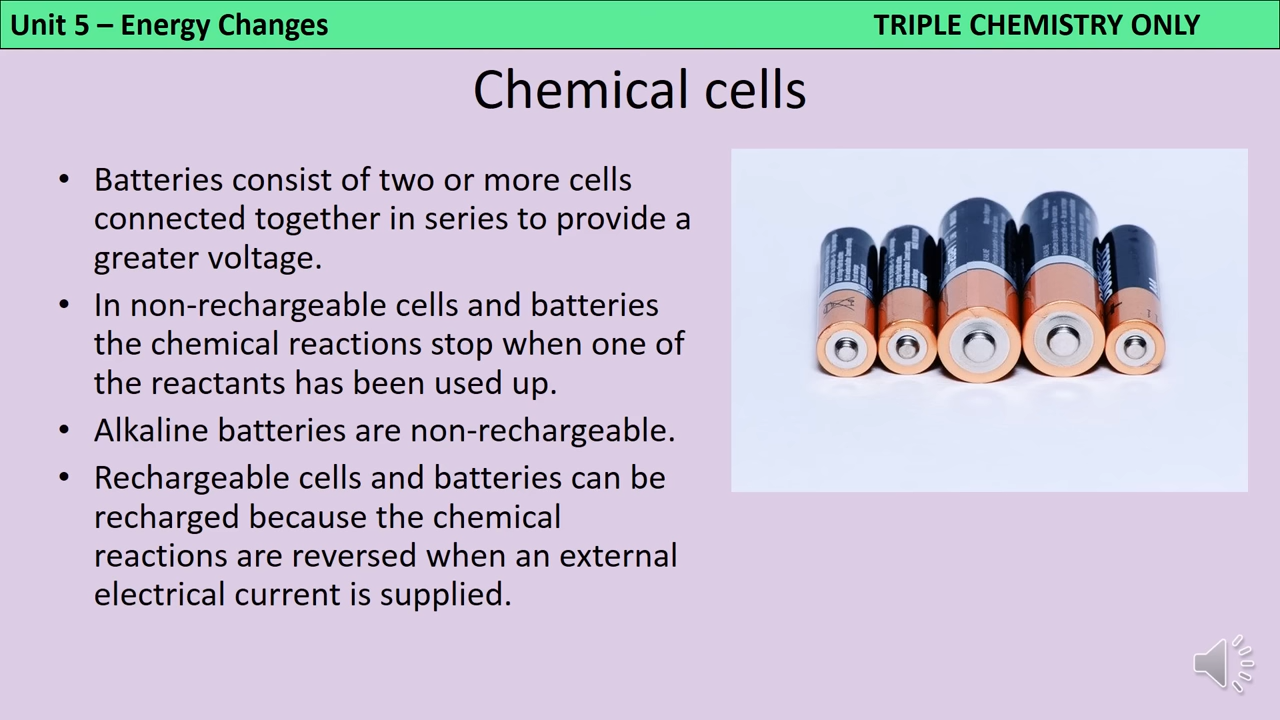 Unit 5 – Energy Changes
TRIPLE CHEMISTRY ONLY
Chemical cells
• Batteries consist of two or more cells
connected together in series to provide a
greater voltage.
• In non-rechargeable cells and batteries
the chemical reactions stop when one of
the reactants has been used up.
• Alkaline batteries are non-rechargeable.
• Rechargeable cells and batteries can be
recharged because the chemical
reactions are reversed when an external
electrical current is supplied.